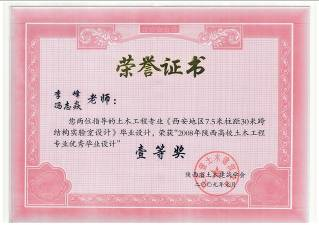 荣誉证书
李峰
冯志焱 老师：
您两位指导的土木工程专业《西安地区7.5米柱距30米跨
结构实验室设计》毕业设计，荣获"2008年陕西高校土木工程
专业优秀毕业设计"
壹等奖
陕西省土木建筑学会
二〇〇九年月